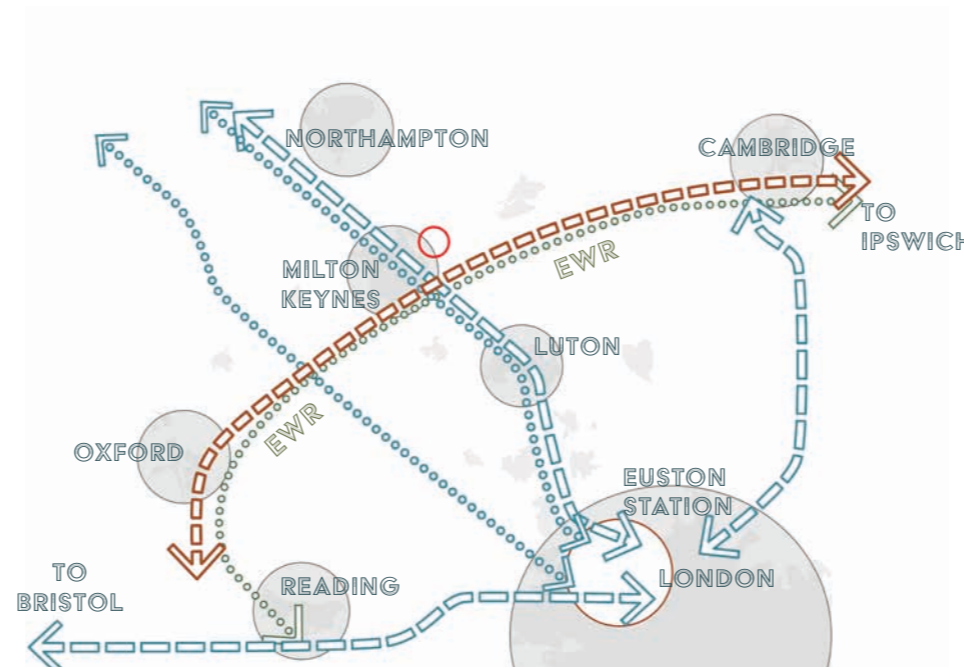 NORTHAMPTON
CAMBRIDGE
TO
IPSWICH
EWR
MILTON
KEYNES
LUTON
EWR
OXFORD
EUSTON
STATION
TO
BRISTOL
READING
LONDON